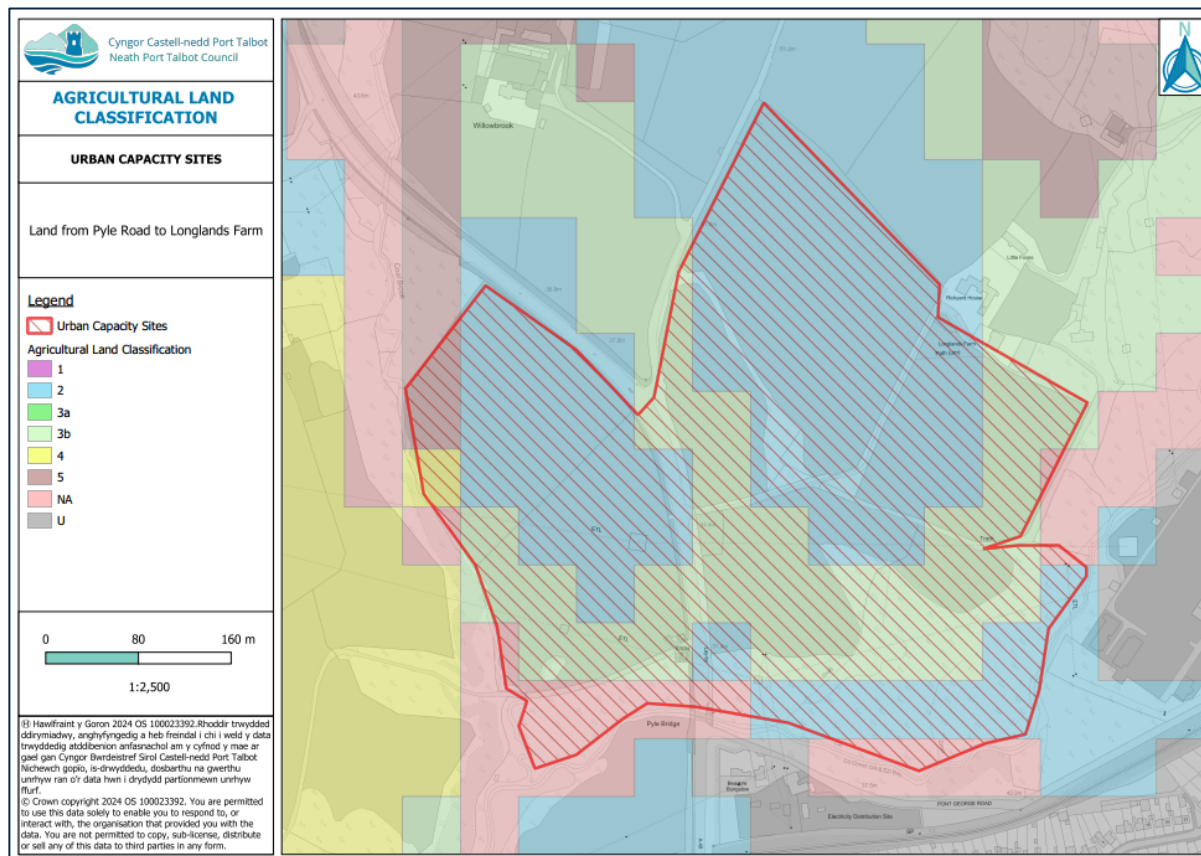 Cyngor Castell-nedd Port Talbot
Neath Port Talbot Council
AGRICULTURAL LAND
CLASSIFICATION
URBAN CAPACITY SITES
Land from Pyle Road to Longlands Farm
Legend
Urban Capacity Sites
Agricultural Land Classification
1
2
3a
3b
4
5
NA
U
0 80 160 m
1:2,500
Hawlfraint y Goron 2024 OS 100023392.Rhoddir trwydded
ddirymiadwy, anghyfyngedig a heb freindal i chi i weld y data
trwyddedig atddibenion anfasnachol am y cyfnod y mae ar
gael gan Cyngor Bwrdeistref Sirol Castell-nedd Port Talbot
Nichewch gopio, is-drwyddedu, dosbarthu na gwerthu
unrhyw ran o'r data hwn i drydydd partïonmewn unrhyw
ffurf.
© Crown copyright 2024 OS 100023392. You are permitted
to use this data solely to enable you to respond to, or
interact with, the organisation that provided you with the
data. You are not permitted to copy, sub-license, distribute
or sell any of this data to third parties in any form.
N
Willowbrook
Longlands Farm
Pyle Bridge
Electricity Distribution Site
PONT GEORGE ROAD